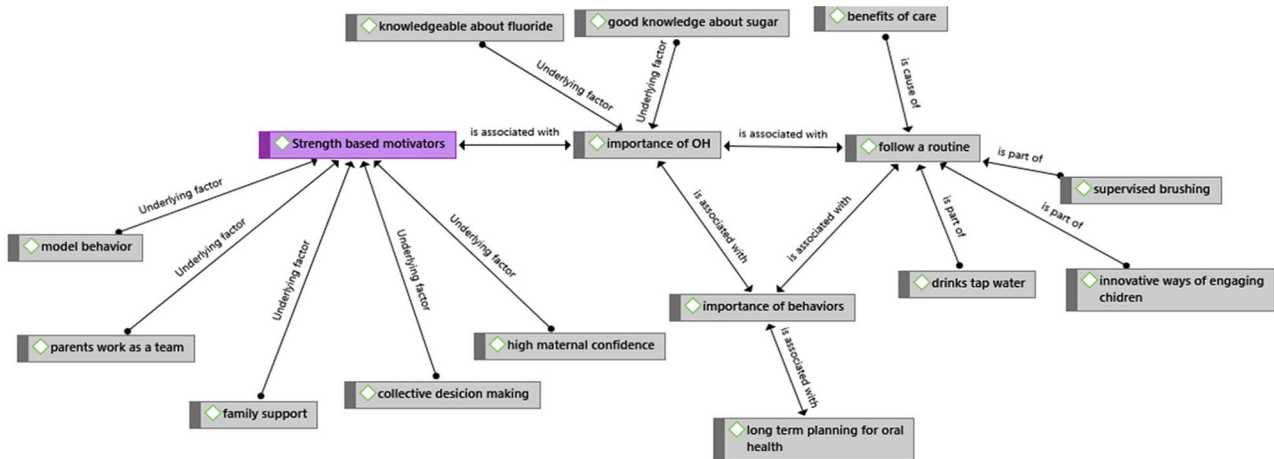 knowledgeable about fluoride
good knowledge about sugar
benefits of care
Underlying factor
Underlying factor
is cause of
Strength based motivators
is associated with
importance of OH
is associated with
follow a routine
is part of
supervised brushing
Underlying factor
model behavior
Underlying factor
Underlying factor
Underlying factor
Underlying factor
is associated with
is associated with
is part of
is part of
drinks tap water
innovative ways of engaging
chidren
importance of behaviors
parents work as a team
high maternal confidence
is associated with
family support
collective desicion making
long term planning for oral
health